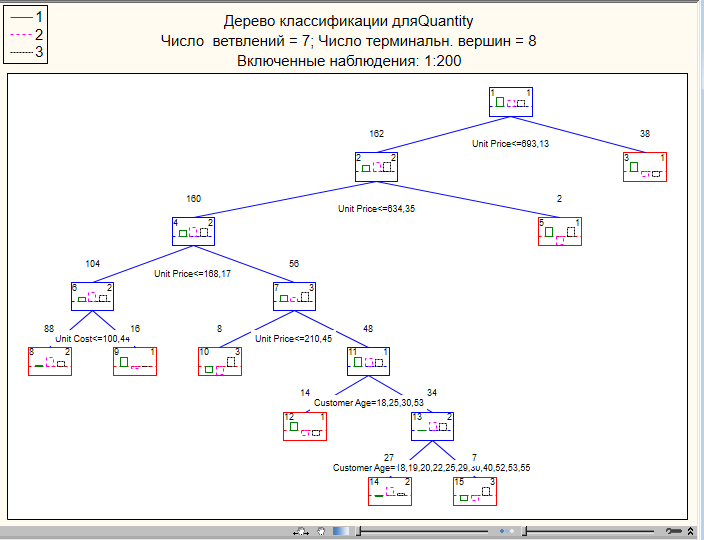 1
2
3
Дерево классификации дляQuantity
Число ветвлений = 7; Число терминальн. вершин = 8
Включенные наблюдения: 1:200
1 1
162 38
Unit Price<=693,13
2 2
3 1
160 2
Unit Price<=634,35
4 2
5 1
104 56
Unit Price<=168,17
6 2
7 3
88 16
Unit Cost<=100,44
8 48
Unit Price<=210,45
8 2
9 1
10 3
11 1
14 34
Customer Age=18,25,30,53
12 1
13 2
27 7
Customer Age=18,19,20,22,25,29,30,40,52,53,55
14 2
15 3